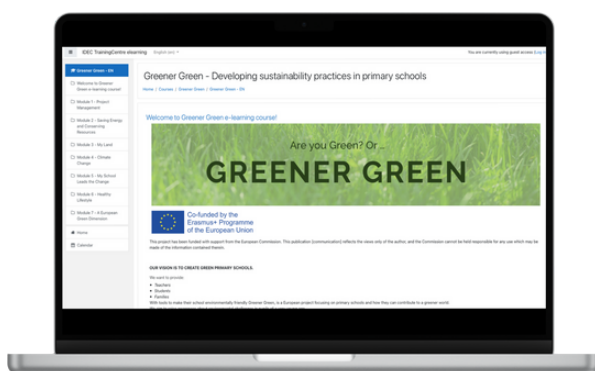 IDEC TrainingCentre elearning English (en)
You are currently using guest access (Log in
Greener Green - EN
Welcome to Greener
Green e-learning course!
Module 1 - Project
Management
Module 2 - Saving Energy
and Conserving
Resources
Module 3 - My Land
Module 4 - Climate
Change
Module 5 - My School
Leads the Change
Module 6 - Healthy
Lifestyle
Module 7 - A European
Green Dimension
Home
Calendar
Greener Green - Developing sustainability practices in primary schools
Home / Courses / Greener Green / Greener Green - EN
Welcome to Greener Green e-learning course!
Are you Green? Or ...
GREENER GREEN
Co-funded by the
Erasmus+ Programme
of the European Union
This project has been funded with support from the European Commission. This publication (communication) reflects the views only of the author, and the Commission cannot be held responsible for any use which may be
made of the information contained therein.
OUR VISION IS TO CREATE GREEN PRIMARY SCHOOLS.
We want to provide:
Teachers
Students
Families
With tools to make their school environmentally friendly Greener Green, is a European project focusing on primary schools and how they can contribute to a greener world.